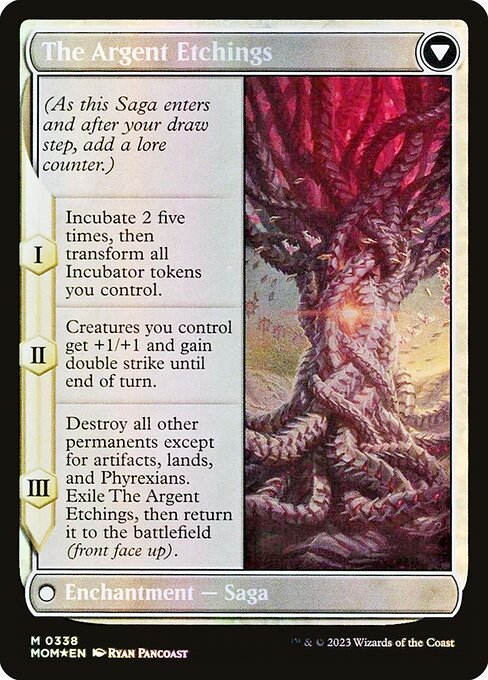 The Argent Etchings
(As this Saga enters
and after your draw
step, add a lore
counter.)
I
Incubate 2 five
times, then
transform all
Incubator tokens
you control.
II
Creatures you control
get +1/+1 and gain
double strike until
end of turn.
III
Destroy all other
permanents except
for artifacts, lands,
and Phyrexians.
Exile The Argent
Etchings, then return
it to the battlefield
(front face up).
Enchantment — Saga
M 0338
MOM★EN Ryan Pancoast
™ & © 2023 Wizards of the Coast